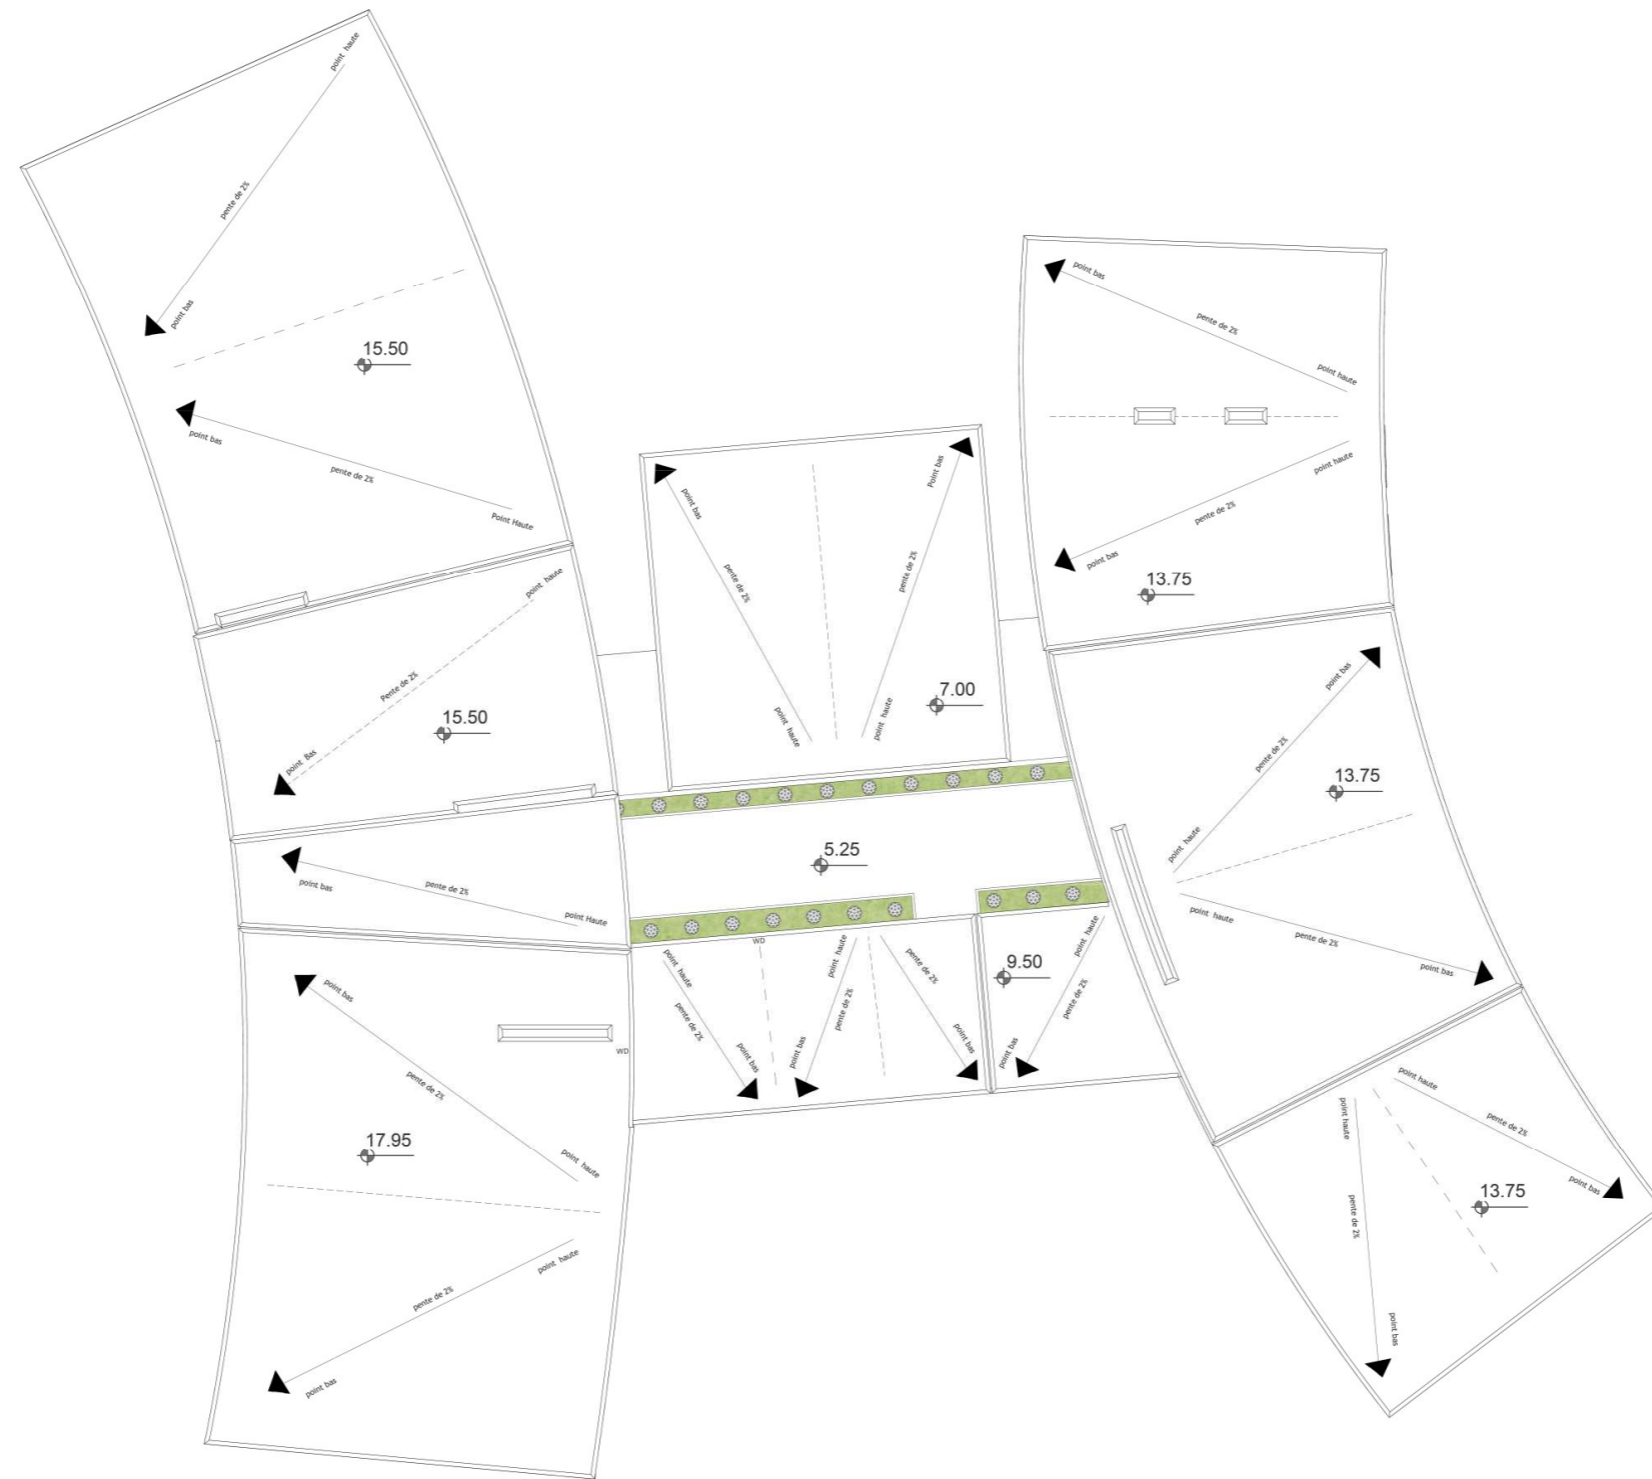 point haute
pente de 2%
point bas
15.50
point bas
pente de 2%
Point Haute
point haute
Pente de 2%
15.50
point Bas
point bas
pente de 2%
point Haute
point bas
pente de 2%
WD
point haute
17.95
point haute
pente de 2%
point bas
point bas
pente de 2%
point haute
Point bas
pente de 2%
point haute
7.00
5.25
WD
point haute
pente de 2%
point bas
point haute
pente de 2%
point bas
pente de 2%
point bas
9.50
point haute
pente de 2%
point bas
point bas
pente de 2%
point haute
point haute
pente de 2%
point bas
13.75
point bas
pente de 2%
point haute
13.75
point haute
pente de 2%
point bas
point haute
pente de 2%
point bas
point haute
pente de 2%
point bas
13.75